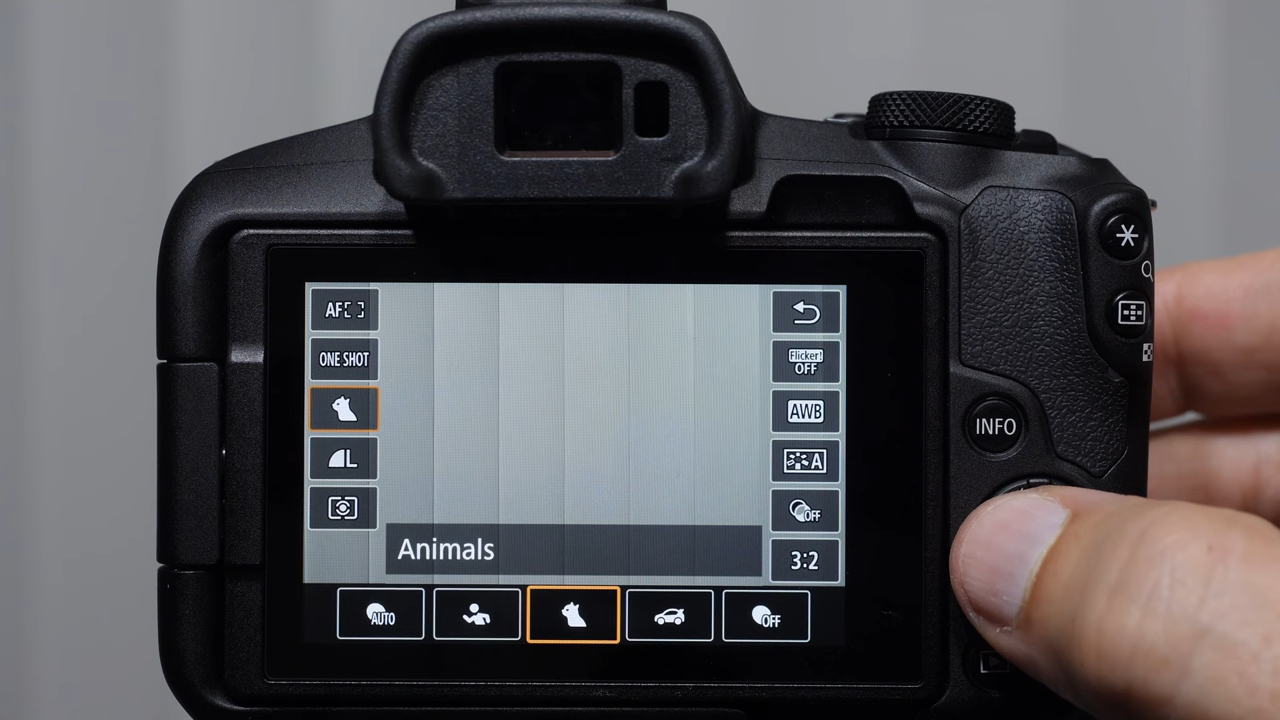 AF
ONE SHOT
L
Flicker!
OFF
AWB
A
OFF
3:2
Animals
AUTO
OFF
INFO